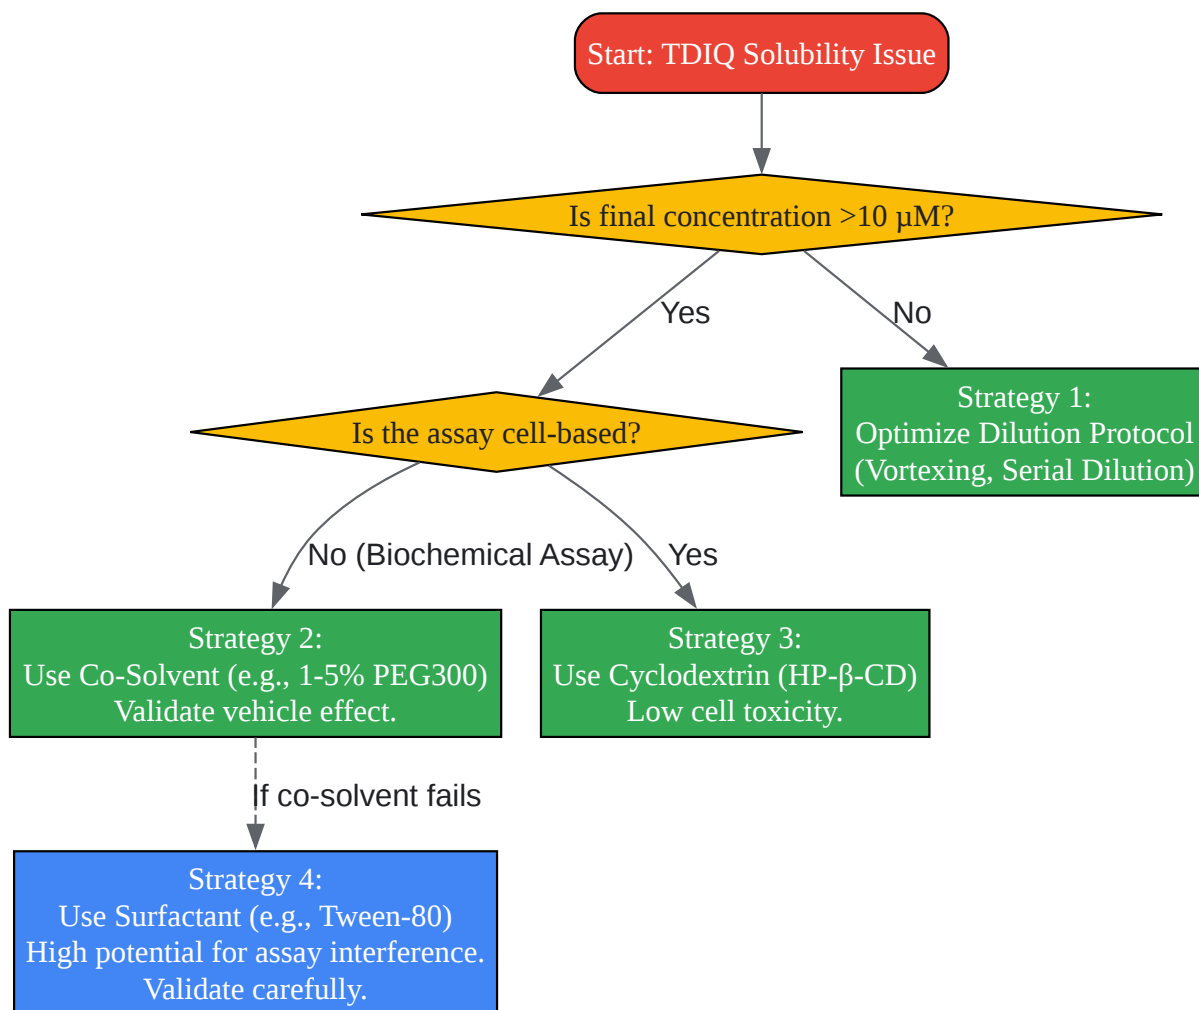 Start: TDIQ Solubility Issue
Is final concentration >10 µM?
Yes
No
Is the assay cell-based?
Strategy 1:
Optimize Dilution Protocol
(Vortexing, Serial Dilution)
No (Biochemical Assay)
Yes
Strategy 2:
Use Co-Solvent (e.g., 1-5% PEG300)
Validate vehicle effect.
Strategy 3:
Use Cyclodextrin (HP-β-CD)
Low cell toxicity.
If co-solvent fails
Strategy 4:
Use Surfactant (e.g., Tween-80)
High potential for assay interference.
Validate carefully.